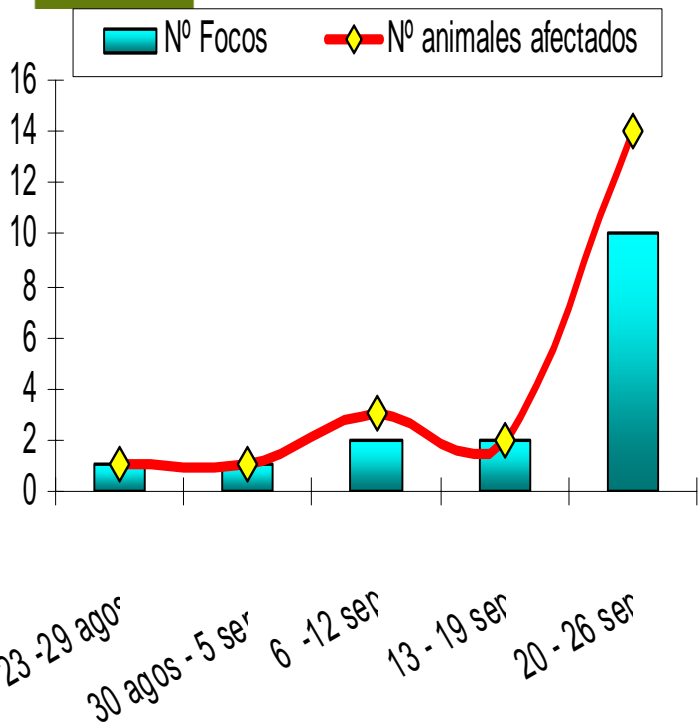 Nº Focos Nº animales afectados
16
14
12
10
8
6
4
2
0
23 -29 agos
30 agos - 5 sep
6 -12 sep
13 - 19 sep
20 - 26 sep